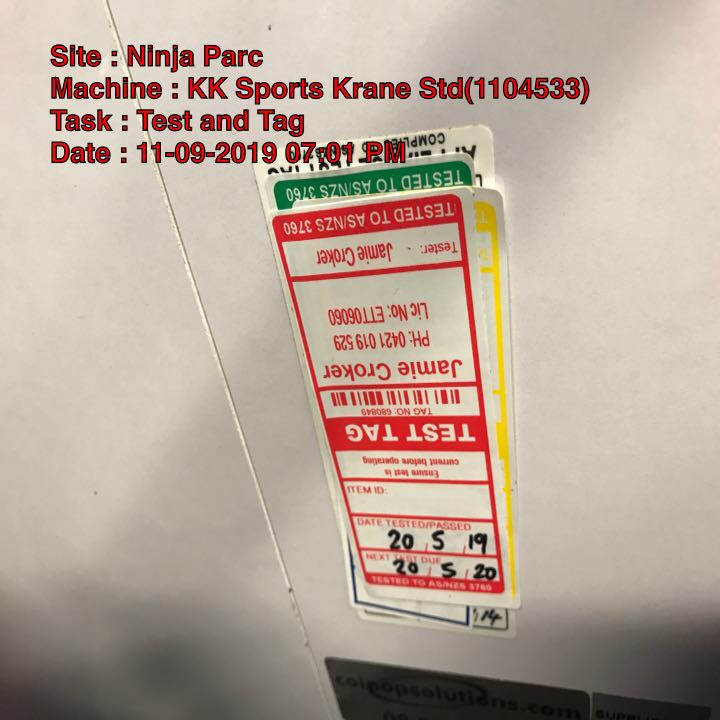 Site : Ninja Parc
Machine : KK Sports Krane Std(1104533)
Task : Test and Tag
Date : 11-09-2019 07:01 PM
TESTED TO AS/NZS 3760
TESTED TO AS/NZS 3760
Tester: Jamie Croker
Lic No: ETT06060
PH: 0421 019 529
Jamie Croker
TAG NO: 680849
TEST TAG
Ensure test is
current before operating
ITEM ID:
DATE TESTED/PASSED
20 5 19
NEXT TEST DUE
20 5 20
TESTED TO AS/NZS 3760
14
coinopsolutions.com